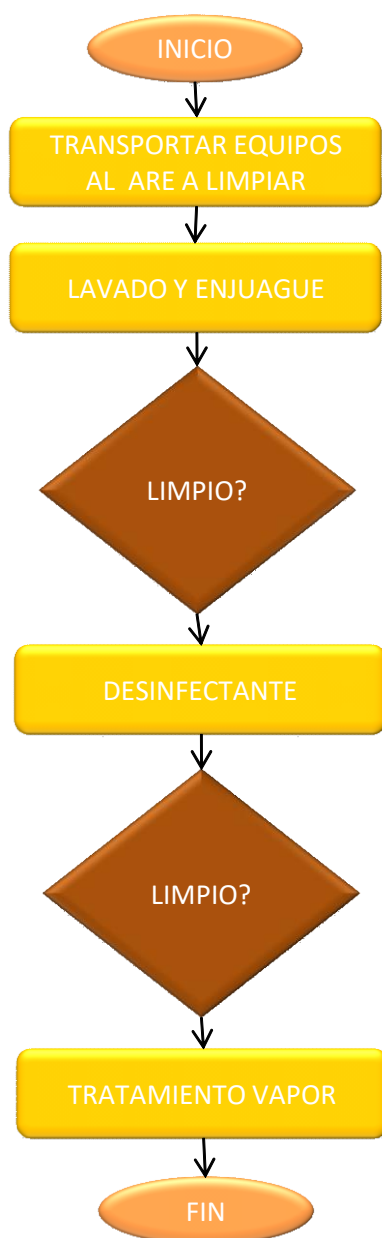 INICIO
TRANSPORTAR EQUIPOS
AL ARE A LIMPIAR
LAVADO Y ENJUAGUE
LIMPIO?
DESINFECTANTE
LIMPIO?
TRATAMIENTO VAPOR
FIN